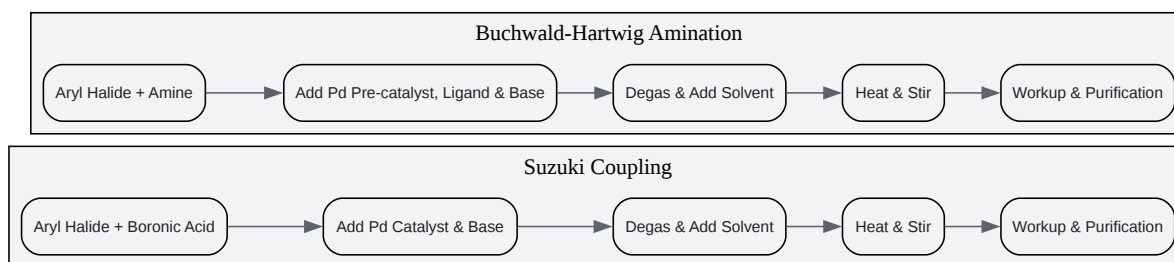 Buchwald-Hartwig Amination
Aryl Halide + Amine
Add Pd Pre-catalyst, Ligand & Base
Degas & Add Solvent
Heat & Stir
Workup & Purification
Suzuki Coupling
Aryl Halide + Boronic Acid
Add Pd Catalyst & Base
Degas & Add Solvent
Heat & Stir
Workup & Purification